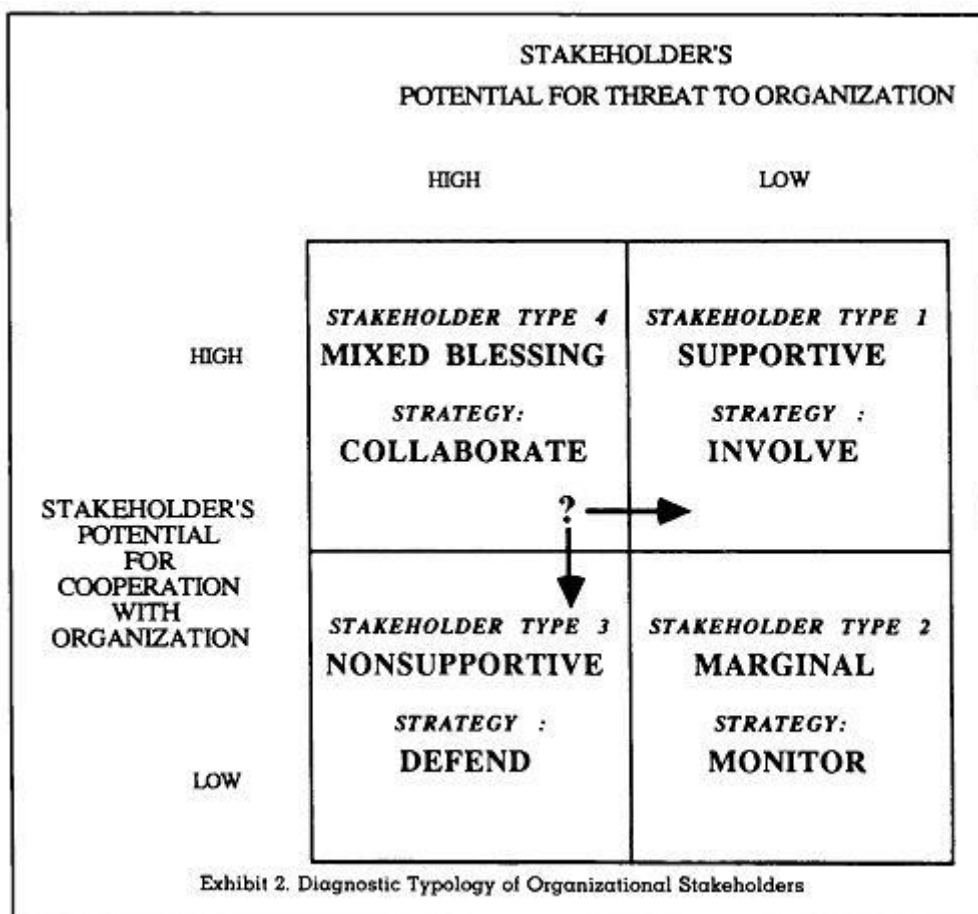 STAKEHOLDER'S
POTENTIAL FOR THREAT TO ORGANIZATION
HIGH
LOW
HIGH
STAKEHOLDER TYPE 4
MIXED BLESSING
STRATEGY:
COLLABORATE
STAKEHOLDER TYPE 1
SUPPORTIVE
STRATEGY :
INVOLVE
?
STAKEHOLDER'S
POTENTIAL
FOR
COOPERATION
WITH
ORGANIZATION
LOW
STAKEHOLDER TYPE 3
NONSUPPORTIVE
STRATEGY :
DEFEND
STAKEHOLDER TYPE 2
MARGINAL
STRATEGY:
MONITOR
Exhibit 2. Diagnostic Typology of Organizational Stakeholders